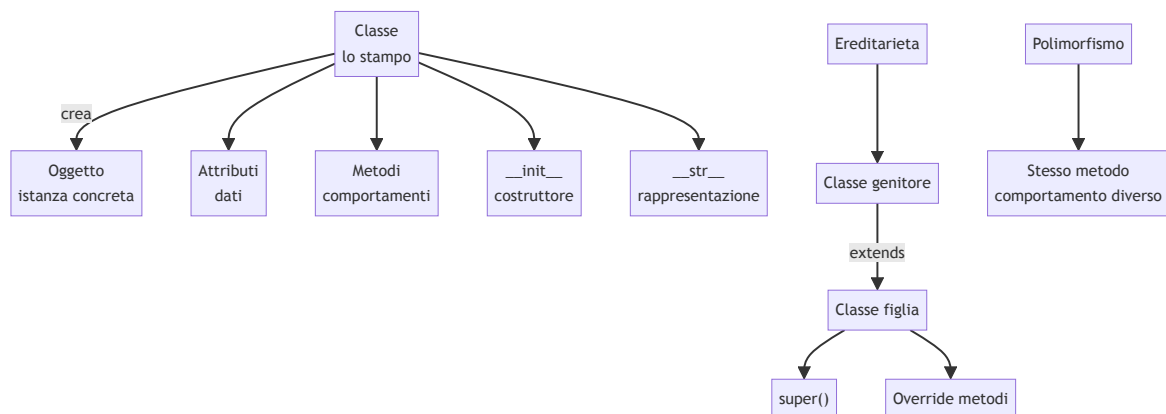 Classe
lo stampo
Ereditarieta
Polimorfismo
crea
Oggetto
istanza concreta
Attributi
dati
Metodi
comportamenti
__init__
costruttore
__str__
rappresentazione
Classe genitore
Stesso metodo
comportamento diverso
extends
Classe figlia
super()
Override metodi